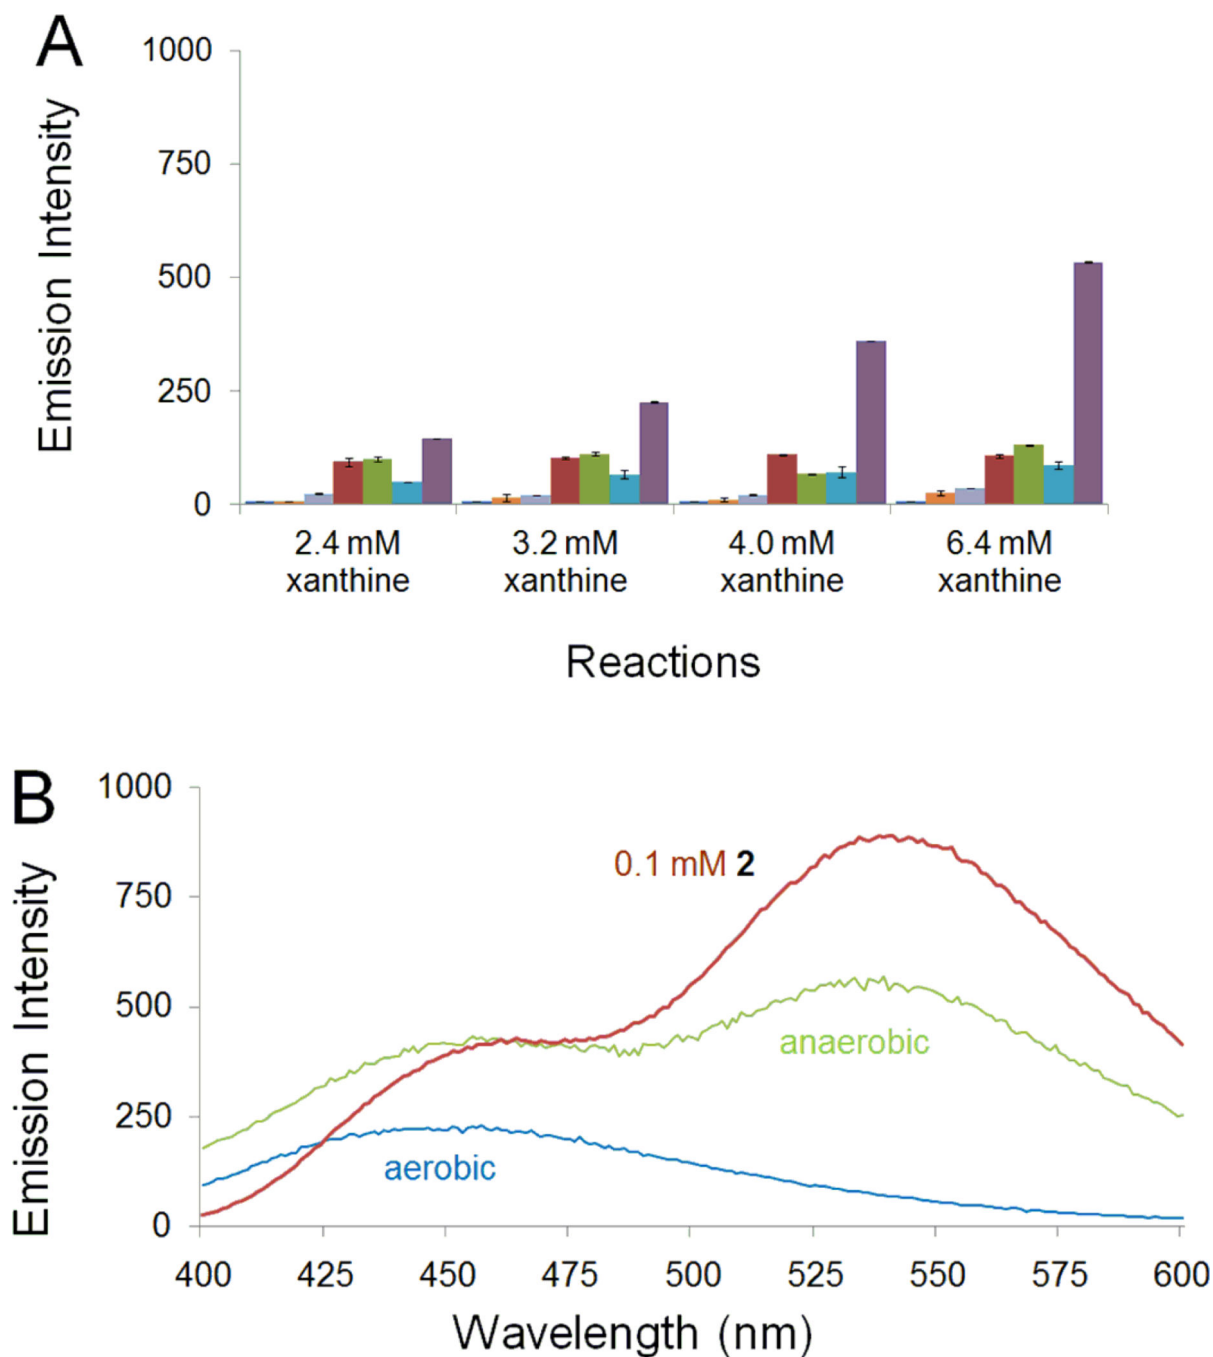 A
Emission Intensity
1000
750
500
250
0
2.4 mM
xanthine
3.2 mM
xanthine
4.0 mM
xanthine
6.4 mM
xanthine
Reactions
B
Emission Intensity
1000
750
500
250
0
0.1 mM 2
anaerobic
aerobic
400 425 450 475 500 525 550 575 600
Wavelength (nm)